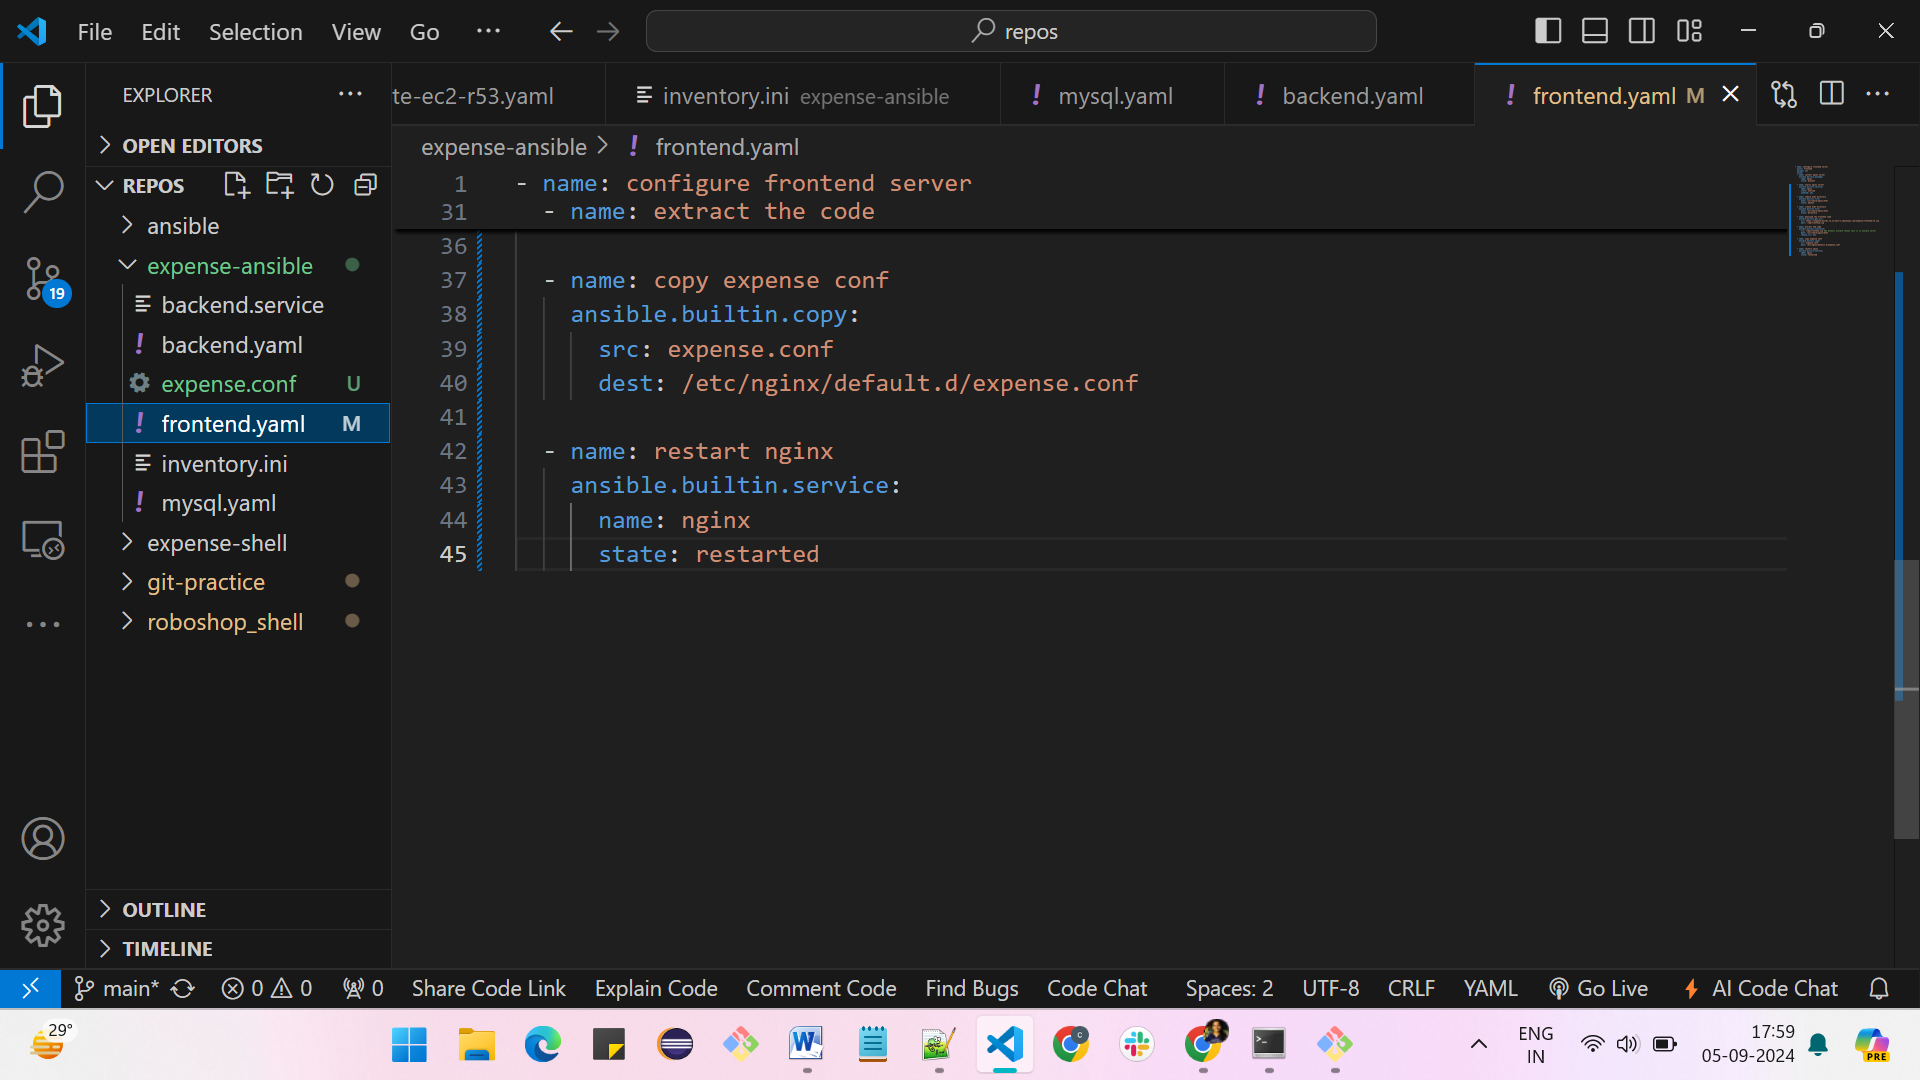 File Edit Selection View Go ··· repos
EXPLORER ···
te-ec2-r53.yaml inventory.ini expense-ansible ! mysql.yaml ! backend.yaml ! frontend.yaml M ···
OPEN EDITORS
REPOS
ansible
expense-ansible
backend.service
! backend.yaml
expense.conf U
! frontend.yaml M
inventory.ini
! mysql.yaml
expense-shell
git-practice
roboshop_shell
OUTLINE
TIMELINE
19
expense-ansible > ! frontend.yaml
1 - name: configure frontend server
31 - name: extract the code
36
37 - name: copy expense conf
38 ansible.builtin.copy:
39 src: expense.conf
40 dest: /etc/nginx/default.d/expense.conf
41
42 - name: restart nginx
43 ansible.builtin.service:
44 name: nginx
45 state: restarted
main* 0 0 0 Share Code Link Explain Code Comment Code Find Bugs Code Chat Spaces: 2 UTF-8 CRLF YAML Go Live AI Code Chat
29°
ENG
IN
17:59
05-09-2024
PRE